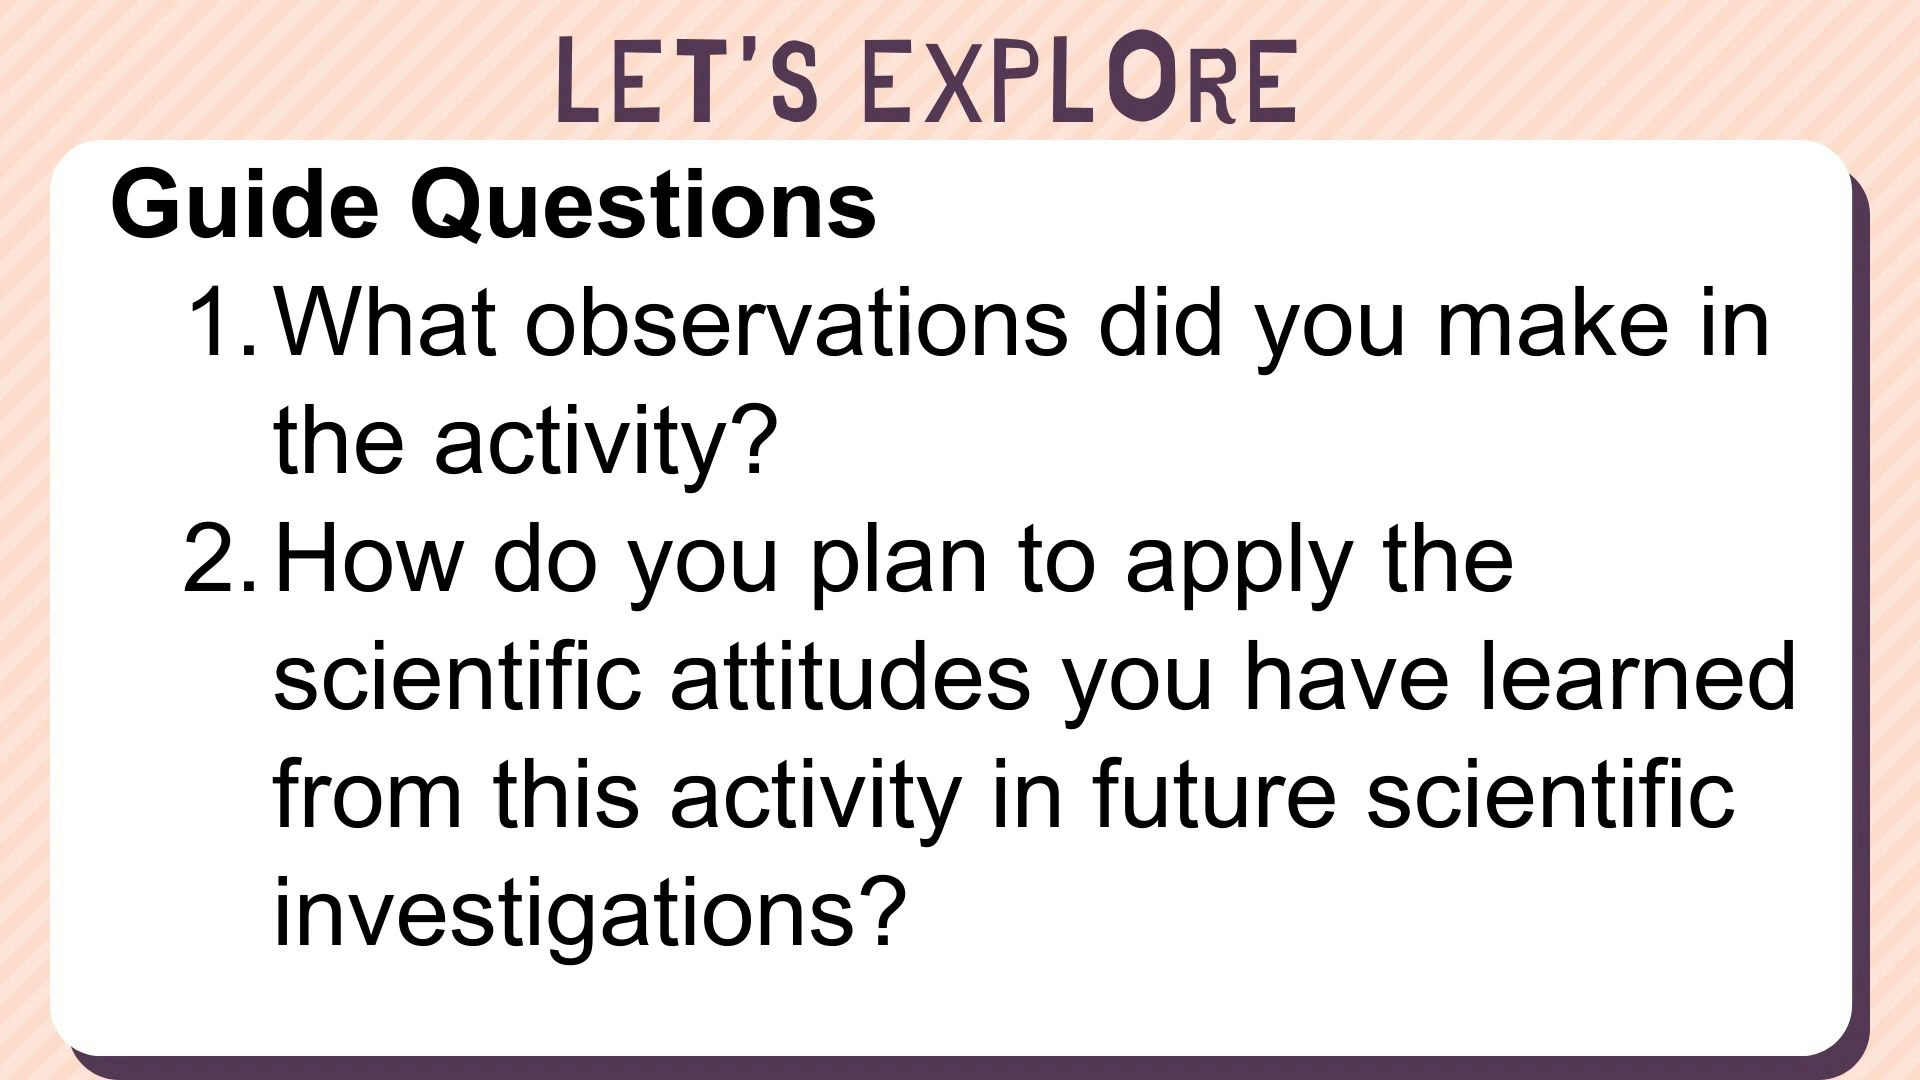 LET'S EXPLORE
Guide Questions
1. What observations did you make in
the activity?
2. How do you plan to apply the
scientific attitudes you have learned
from this activity in future scientific
investigations?